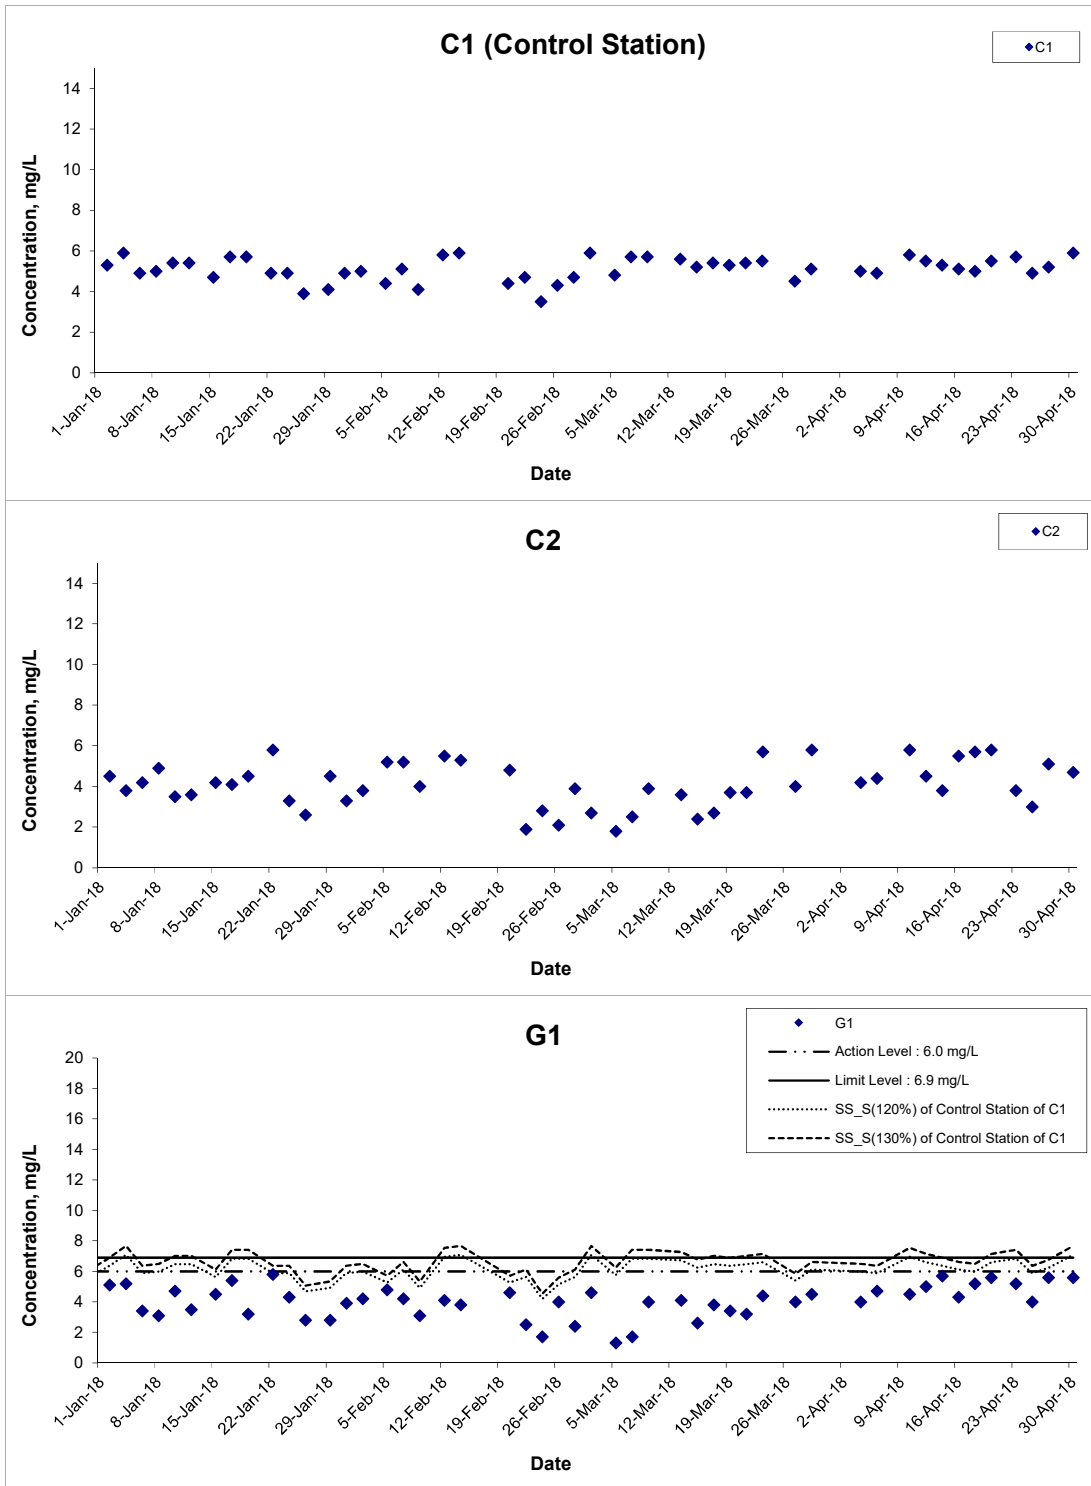 C1 (Control Station)
C1
14
12
10
8
6
4
2
0
Concentration, mg/L
1-Jan-18
8-Jan-18
15-Jan-18
22-Jan-18
29-Jan-18
5-Feb-18
12-Feb-18
19-Feb-18
26-Feb-18
5-Mar-18
12-Mar-18
19-Mar-18
26-Mar-18
2-Apr-18
9-Apr-18
16-Apr-18
23-Apr-18
30-Apr-18
Date
C2
C2
14
12
10
8
6
4
2
0
Concentration, mg/L
1-Jan-18
8-Jan-18
15-Jan-18
22-Jan-18
29-Jan-18
5-Feb-18
12-Feb-18
19-Feb-18
26-Feb-18
5-Mar-18
12-Mar-18
19-Mar-18
26-Mar-18
2-Apr-18
9-Apr-18
16-Apr-18
23-Apr-18
30-Apr-18
Date
G1
G1
Action Level : 6.0 mg/L
Limit Level : 6.9 mg/L
SS_S(120%) of Control Station of C1
SS_S(130%) of Control Station of C1
20
18
16
14
12
10
8
6
4
2
0
Concentration, mg/L
1-Jan-18
8-Jan-18
15-Jan-18
22-Jan-18
29-Jan-18
5-Feb-18
12-Feb-18
19-Feb-18
26-Feb-18
5-Mar-18
12-Mar-18
19-Mar-18
26-Mar-18
2-Apr-18
9-Apr-18
16-Apr-18
23-Apr-18
30-Apr-18
Date